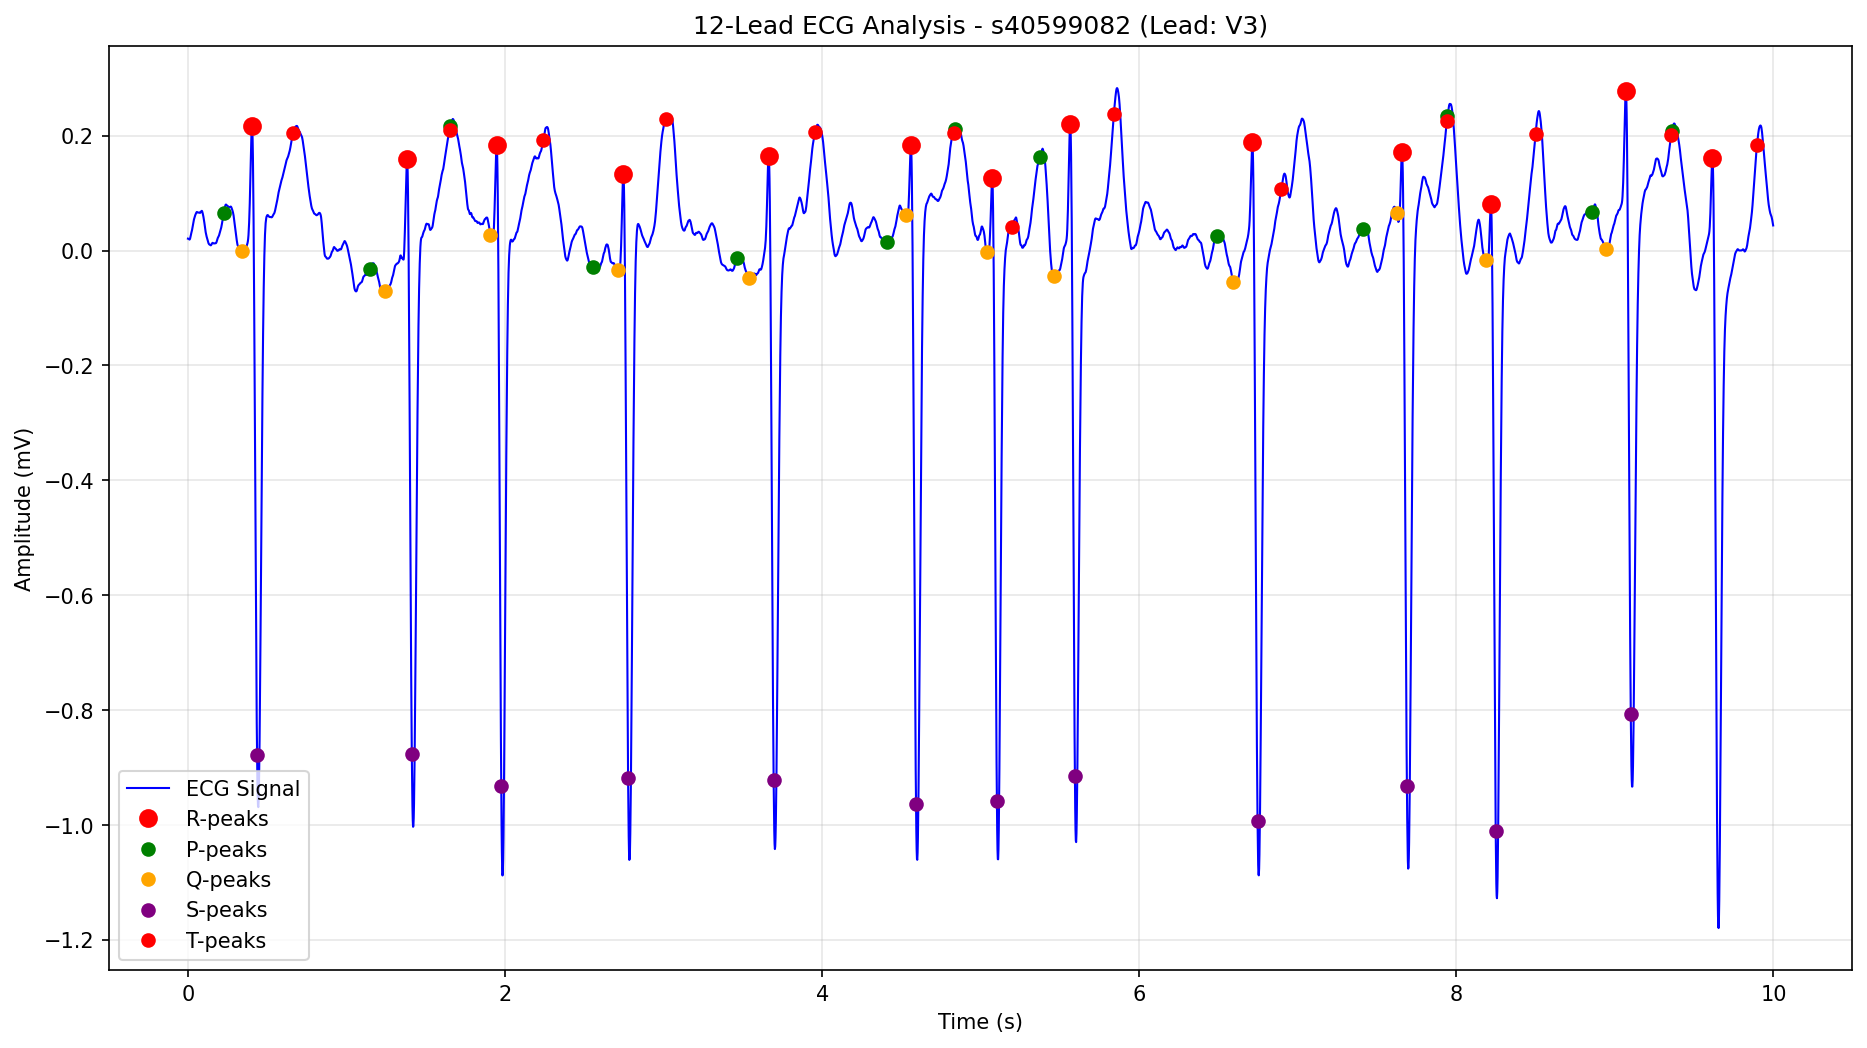 12-Lead ECG Analysis - s40599082 (Lead: V3)
Amplitude (mV)
0.2
0.0
−0.2
−0.4
−0.6
−0.8
−1.0
−1.2
ECG Signal
R-peaks
P-peaks
Q-peaks
S-peaks
T-peaks
0 2 4 6 8 10
Time (s)